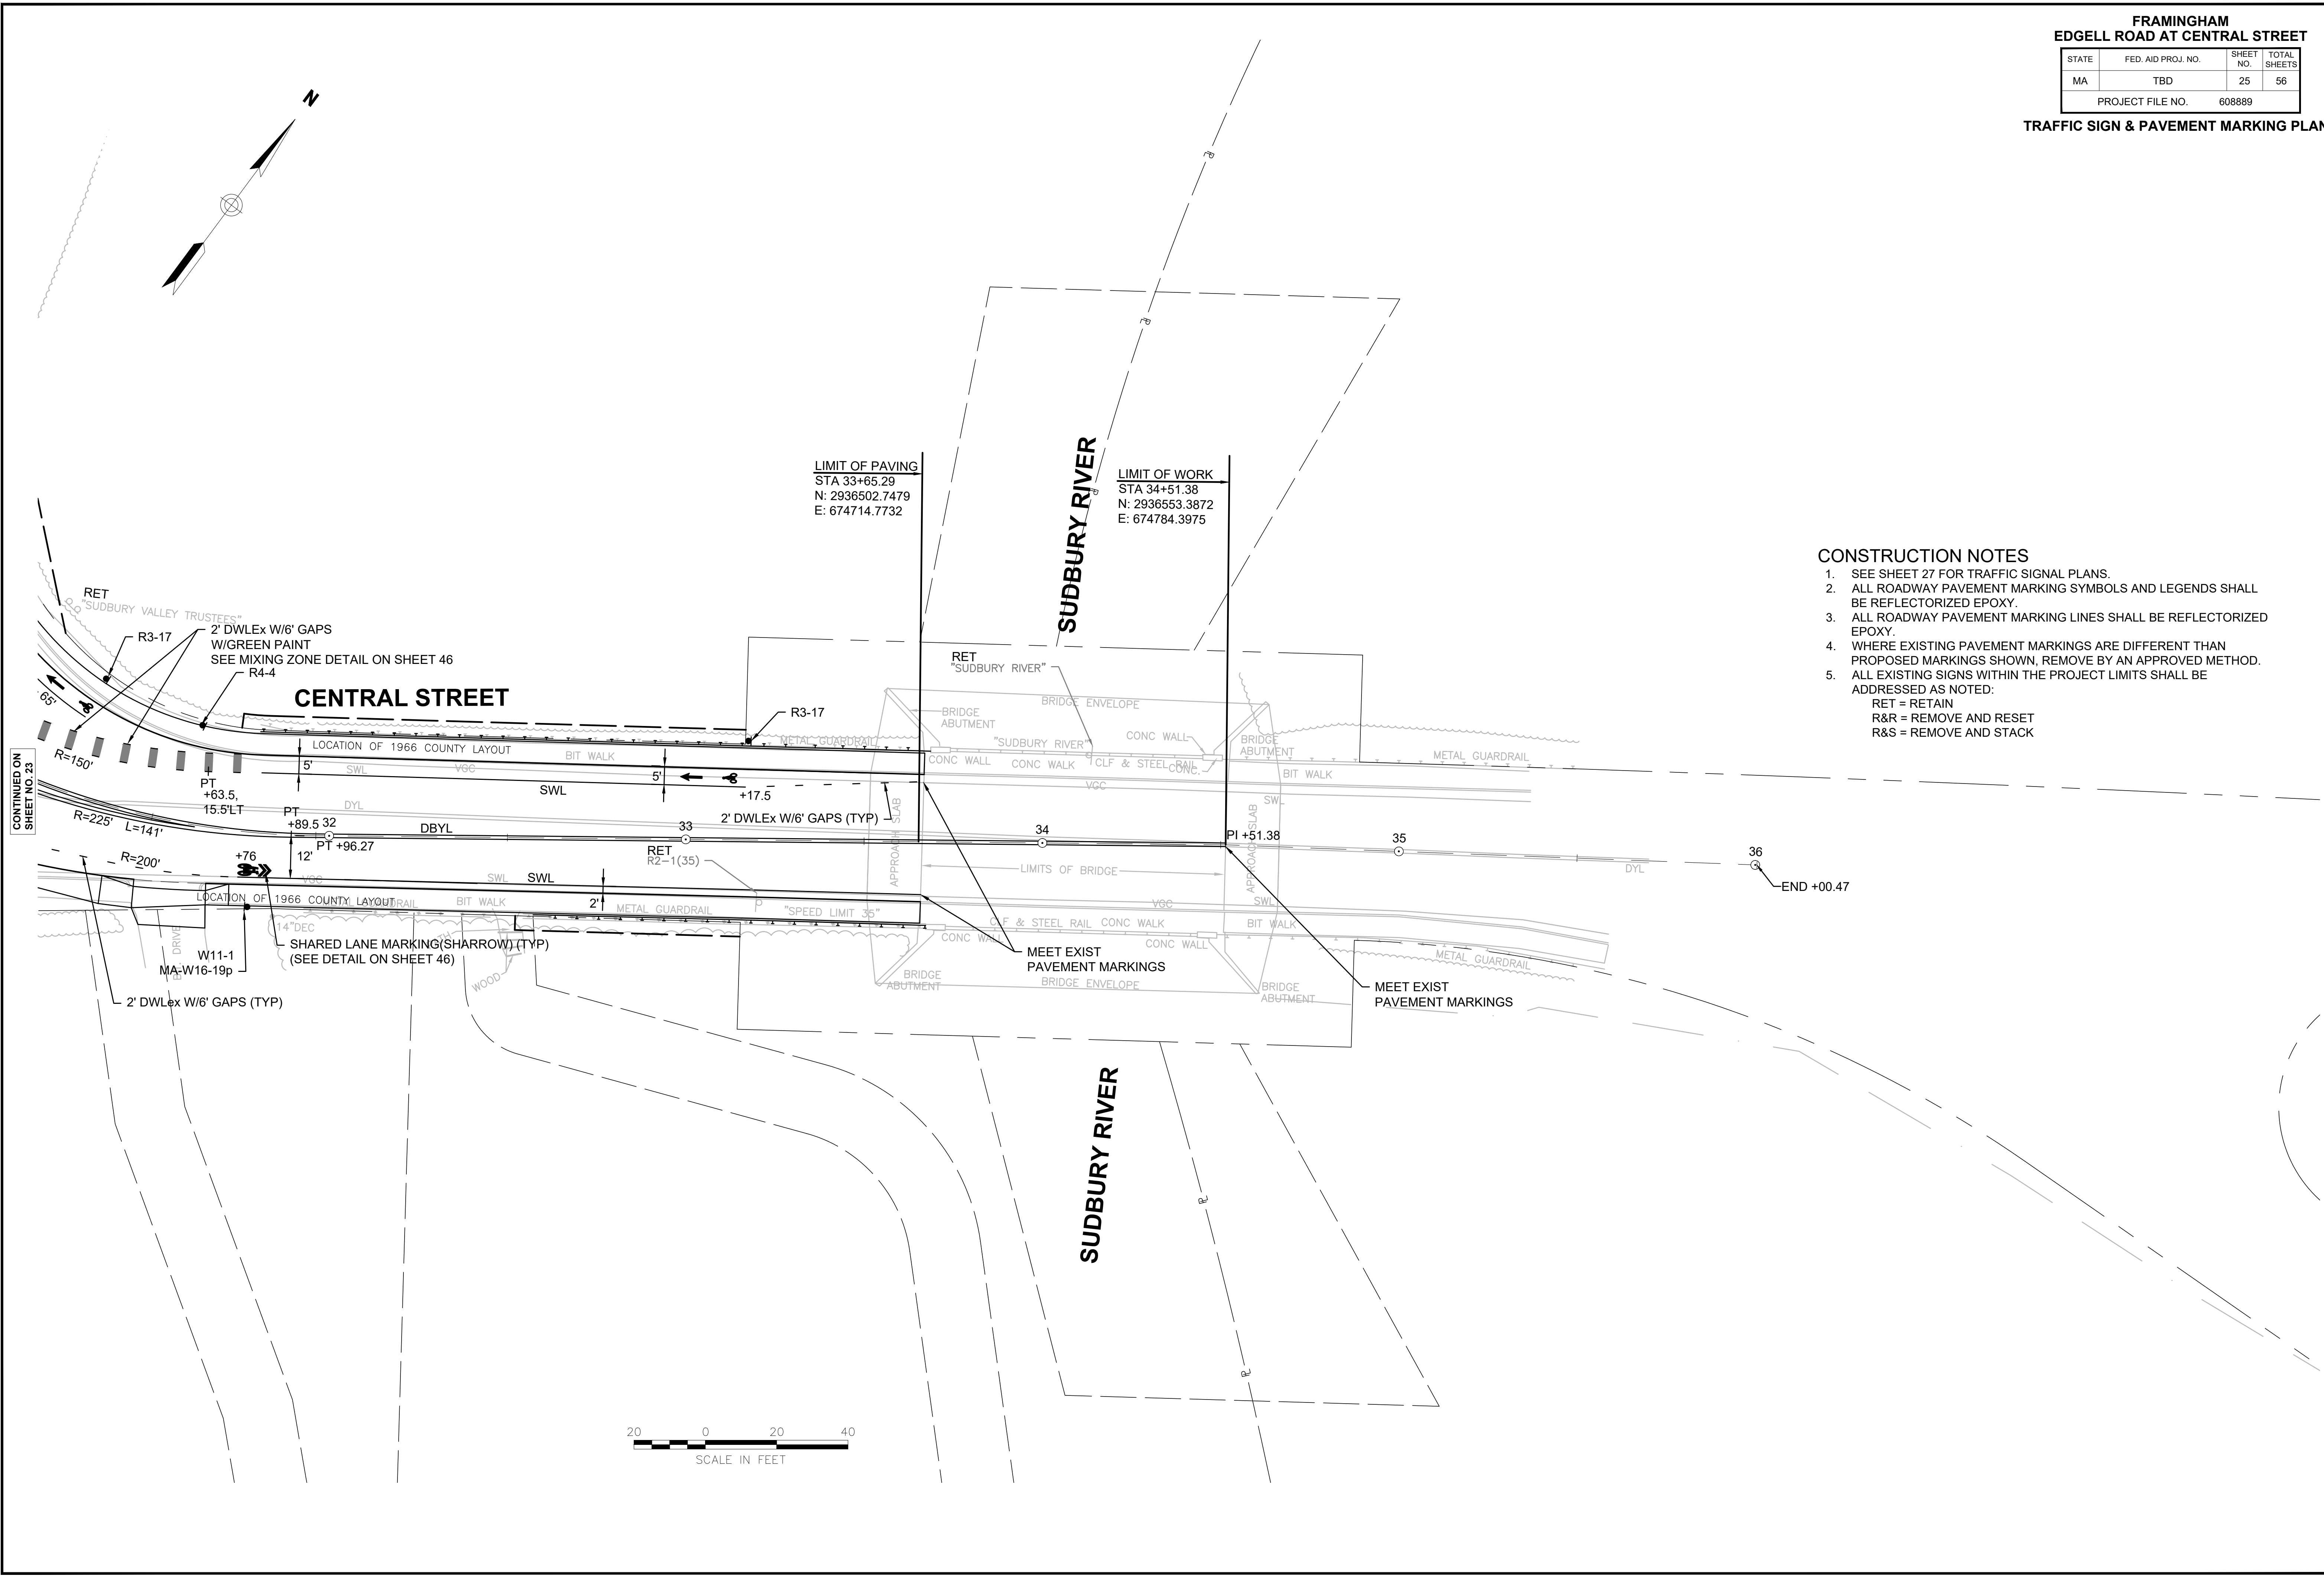 FRAMINGHAM
EDGELL ROAD AT CENTRAL STREET
STATE FED. AID PROJ. NO. SHEET NO. TOTAL SHEETS
MA TBD 25 56
PROJECT FILE NO. 608889
TRAFFIC SIGN & PAVEMENT MARKING PLAN
N
LIMIT OF PAVING
STA 33+65.29
N: 2936502.7479
E: 674714.7732
SUDBURY RIVER
LIMIT OF WORK
STA 34+51.38
N: 2936553.3872
E: 674784.3975
CONSTRUCTION NOTES
1. SEE SHEET 27 FOR TRAFFIC SIGNAL PLANS.
2. ALL ROADWAY PAVEMENT MARKING SYMBOLS AND LEGENDS SHALL
BE REFLECTORIZED EPOXY.
3. ALL ROADWAY PAVEMENT MARKING LINES SHALL BE REFLECTORIZED
EPOXY.
4. WHERE EXISTING PAVEMENT MARKINGS ARE DIFFERENT THAN
PROPOSED MARKINGS SHOWN, REMOVE BY AN APPROVED METHOD.
5. ALL EXISTING SIGNS WITHIN THE PROJECT LIMITS SHALL BE
ADDRESSED AS NOTED:
RET = RETAIN
R&R = REMOVE AND RESET
R&S = REMOVE AND STACK
RET
"SUDBURY VALLEY TRUSTEES"
R3-17
2' DWLEx W/6' GAPS
W/GREEN PAINT
SEE MIXING ZONE DETAIL ON SHEET 46
R4-4
CENTRAL STREET
R3-17
RET
"SUDBURY RIVER"
BRIDGE ENVELOPE
BRIDGE
ABUTMENT
65'
LOCATION OF 1966 COUNTY LAYOUT
BIT WALK
METAL GUARDRAIL
"SUDBURY RIVER"
CONC WALL
BRIDGE
ABUTMENT
METAL GUARDRAIL
CONC WALL
CONC WALK
CLF & STEEL RAIL
CONC.
BIT WALK
R=150'
5'
SWL
VGC
5'
SWL
+17.5
VGC
SWL
CONTINUED ON
SHEET NO. 23
PT
+63.5,
15.5'LT
DYL
PT
+89.5
32
DBYL
33
2' DWLEx W/6' GAPS (TYP)
APPROACH SLAB
34
APPROACH SLAB
PI +51.38
35
36
R=225'
L=141'
PT +96.27
RET
R2-1(35)
LIMITS OF BRIDGE
DYL
END +00.47
R=200'
+76
12'
VGC
SWL
SWL
2'
LOCATION OF 1966 COUNTY LAYOUT
METAL GUARDRAIL
BIT WALK
METAL GUARDRAIL
"SPEED LIMIT 35"
VGC
SWL
CLF & STEEL RAIL
CONC WALK
BIT WALK
14"DEC
CONC WALL
CONC WALL
METAL GUARDRAIL
SHARED LANE MARKING(SHARROW) (TYP)
(SEE DETAIL ON SHEET 46)
W11-1
MA-W16-19p
WOOD
MEET EXIST
PAVEMENT MARKINGS
BRIDGE
ABUTMENT
BRIDGE ENVELOPE
BRIDGE
ABUTMENT
MEET EXIST
PAVEMENT MARKINGS
2' DWLex W/6' GAPS (TYP)
SUDBURY RIVER
20 0 20 40
SCALE IN FEET